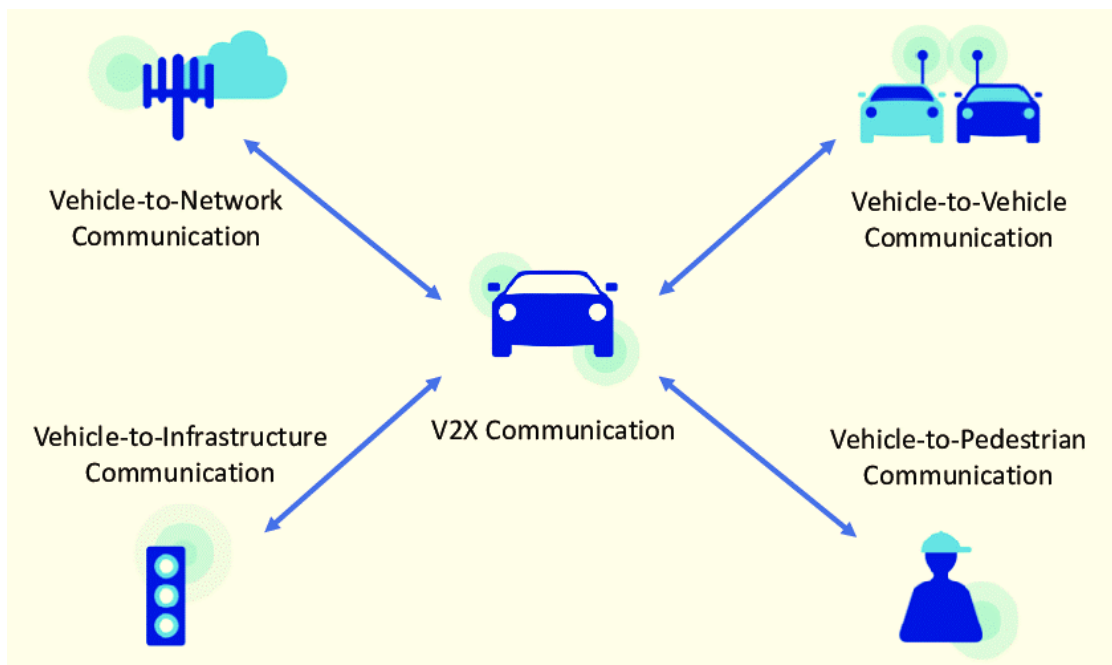 Vehicle-to-Network
Communication
Vehicle-to-Vehicle
Communication
V2X Communication
Vehicle-to-Infrastructure
Communication
Vehicle-to-Pedestrian
Communication